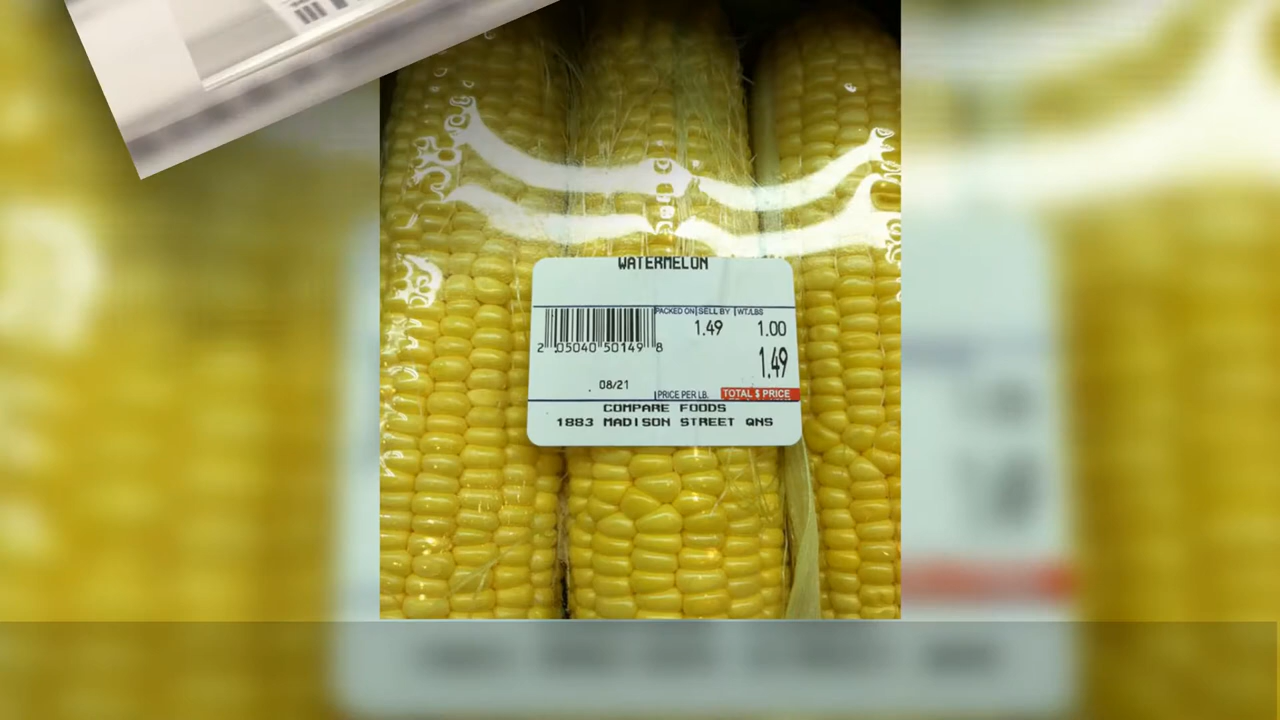 WATERMELON
PACKED ON SELL BY WT/LBS
1.49 1.00
2 05040 50149 8
1.49
08/21
PRICE PER LB. TOTAL $ PRICE
COMPARE FOODS
1883 MADISON STREET QNS